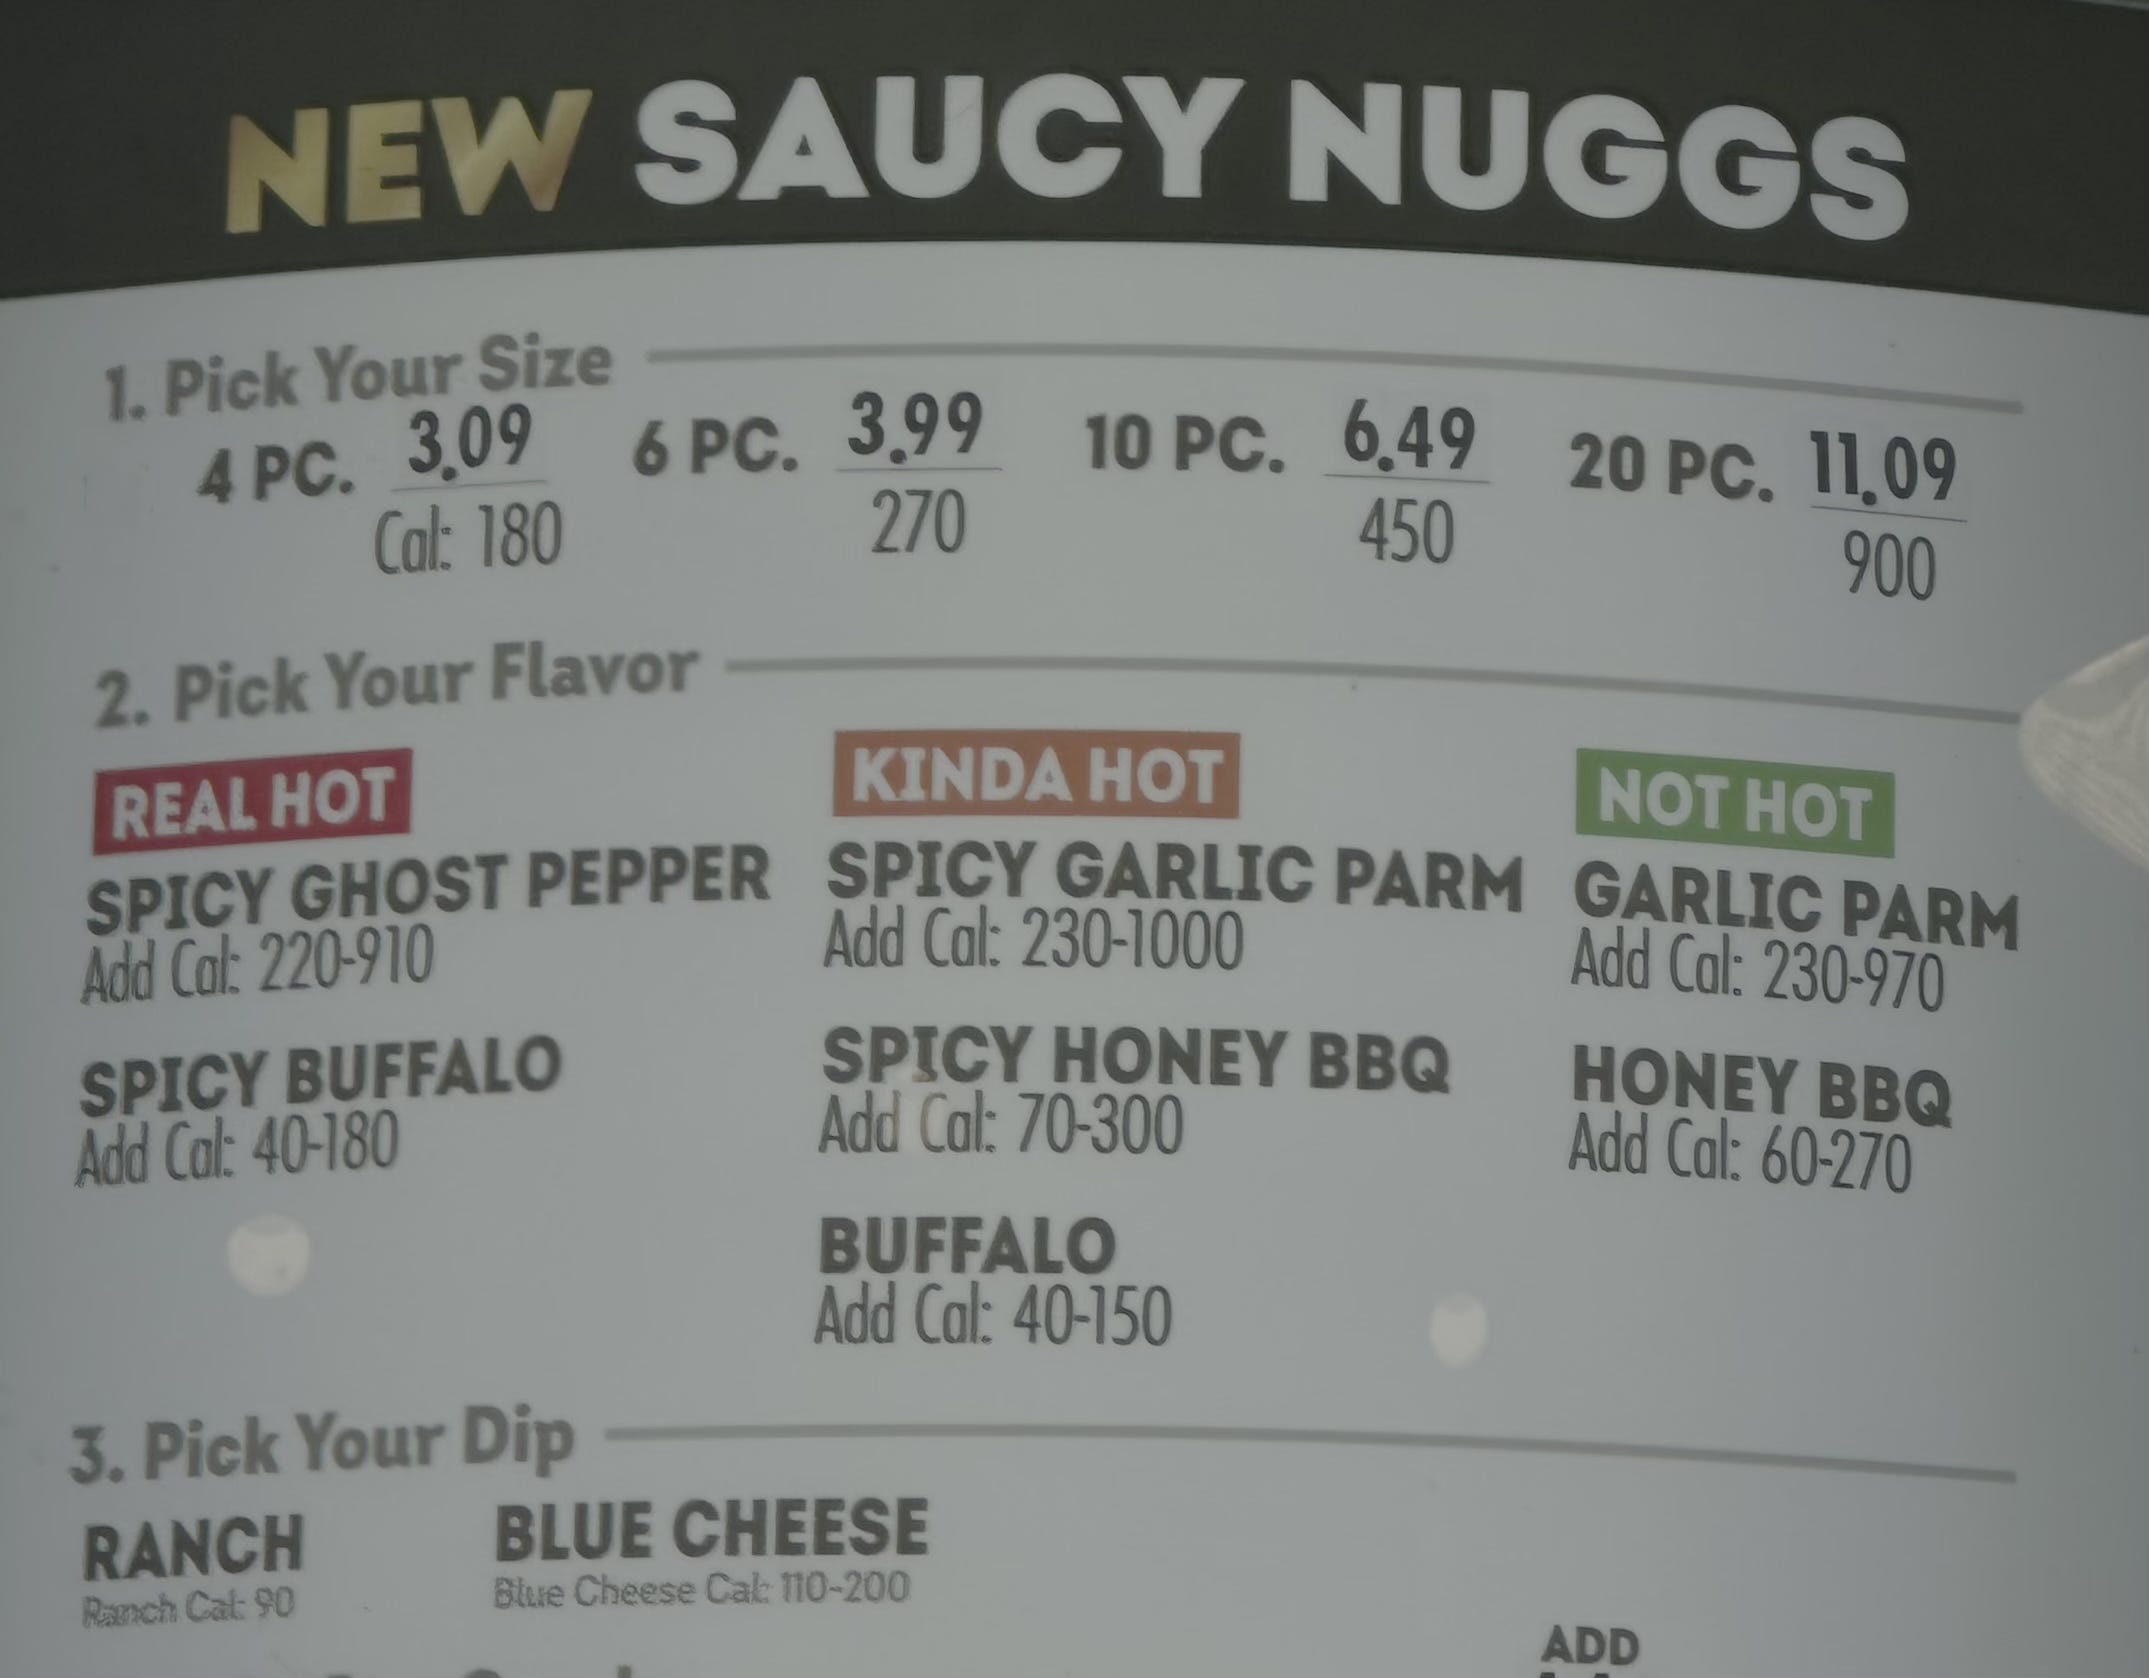 NEW SAUCY NUGGS
1. Pick Your Size
4 PC. 3.09 6 PC. 3.99 10 PC. 6.49 20 PC. 11.09
Cal: 180 270 450 900
2. Pick Your Flavor
REAL HOT KINDA HOT NOT HOT
SPICY GHOST PEPPER SPICY GARLIC PARM GARLIC PARM
Add Cal: 220-910 Add Cal: 230-1000 Add Cal: 230-970
SPICY BUFFALO SPICY HONEY BBQ HONEY BBQ
Add Cal: 40-180 Add Cal: 70-300 Add Cal: 60-270
BUFFALO
Add Cal: 40-150
3. Pick Your Dip
RANCH BLUE CHEESE
Ranch Cal: 90 Blue Cheese Cal: 110-200
ADD